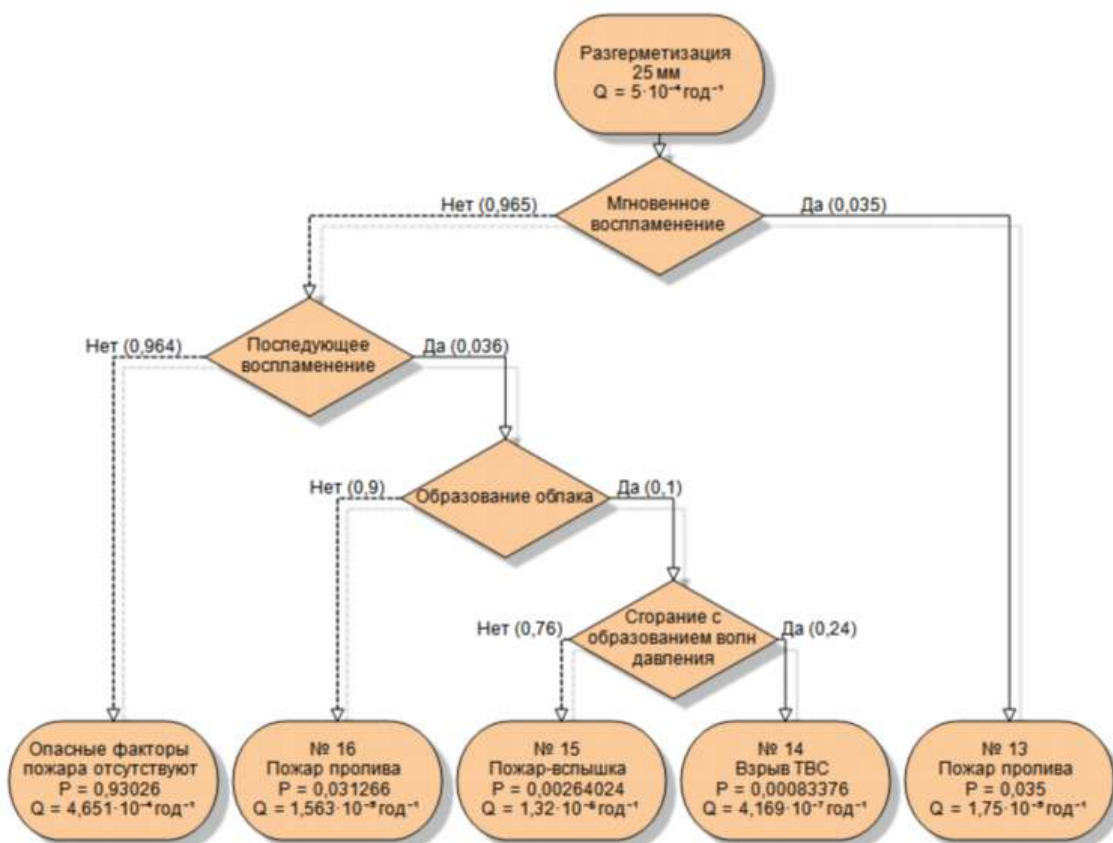 Разгерметизация
25 мм
Q = 5·10⁻⁴ год⁻¹
Нет (0,965)
Мгновенное
воспламенение
Да (0,035)
Нет (0,964)
Последующее
воспламенение
Да (0,036)
Нет (0,9)
Образование облака
Да (0,1)
Нет (0,76)
Сгорание с
образованием волн
давления
Да (0,24)
Опасные факторы
пожара отсутствуют
P = 0,93026
Q = 4,651·10⁻⁴ год⁻¹
№ 16
Пожар пролива
P = 0,031266
Q = 1,563·10⁻⁵ год⁻¹
№ 15
Пожар-вспышка
P = 0,00264024
Q = 1,32·10⁻⁶ год⁻¹
№ 14
Взрыв ТВС
P = 0,00083376
Q = 4,169·10⁻⁷ год⁻¹
№ 13
Пожар пролива
P = 0,035
Q = 1,75·10⁻⁵ год⁻¹